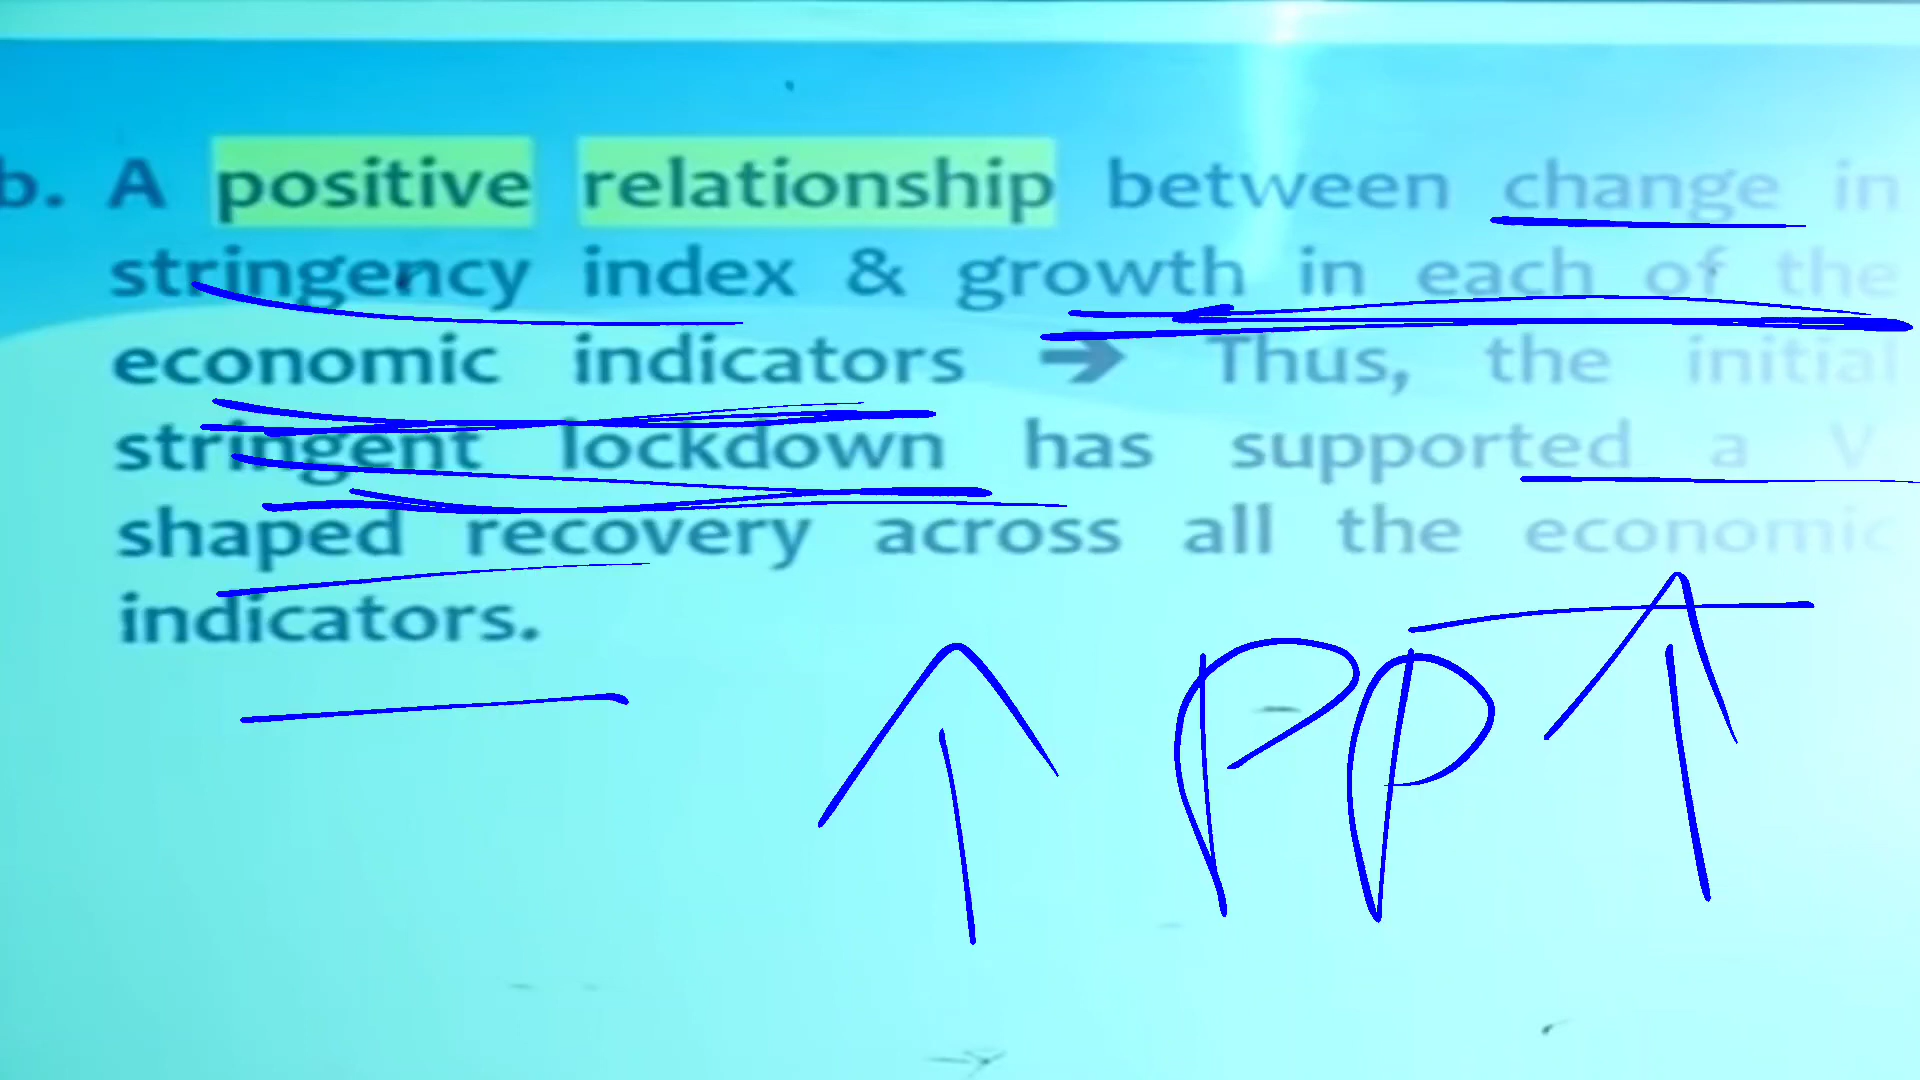 b. A positive relationship between change in
stringency index & growth in each of the
economic indicators ➔ Thus, the initial
stringent lockdown has supported a V
shaped recovery across all the economic
indicators.
↑ PP ↑